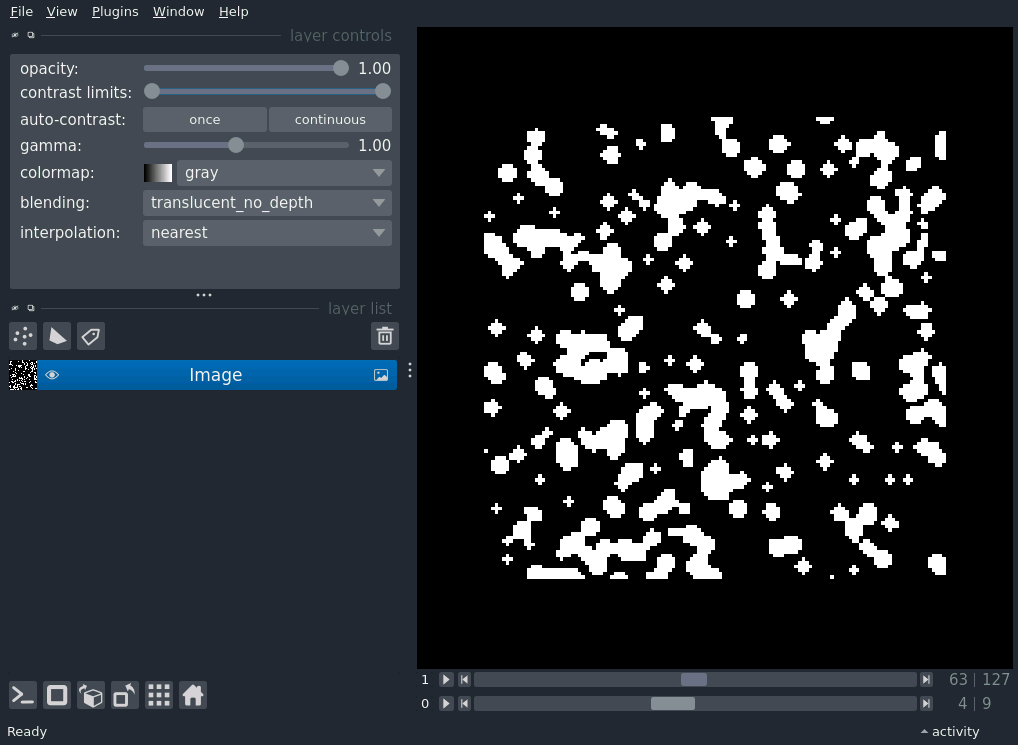 File View Plugins Window Help
layer controls
opacity: 1.00
contrast limits:
auto-contrast: once continuous
gamma: 1.00
colormap: gray
blending: translucent_no_depth
interpolation: nearest
layer list
Image
1 63 | 127
0 4 | 9
Ready activity